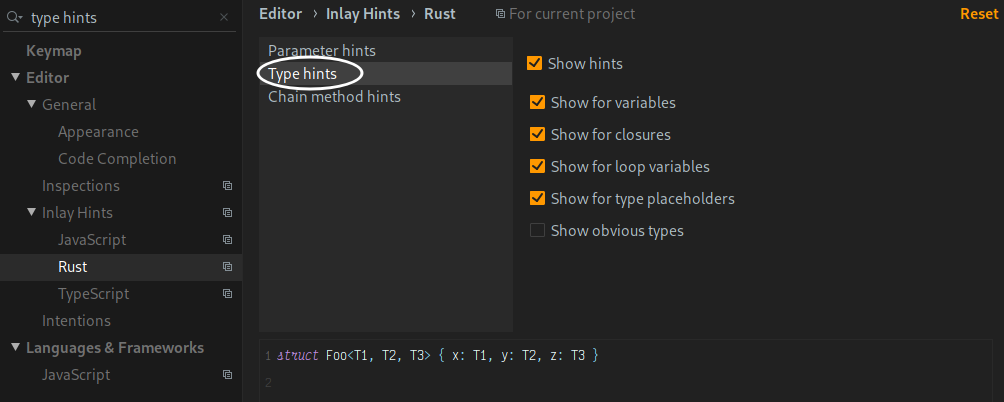 type hints
Keymap
Editor
General
Appearance
Code Completion
Inspections
Inlay Hints
JavaScript
Rust
TypeScript
Intentions
Languages & Frameworks
JavaScript
Editor › Inlay Hints › Rust
For current project
Reset
Parameter hints
Type hints
Chain method hints
Show hints
Show for variables
Show for closures
Show for loop variables
Show for type placeholders
Show obvious types
1 struct Foo<T1, T2, T3> { x: T1, y: T2, z: T3 }
2